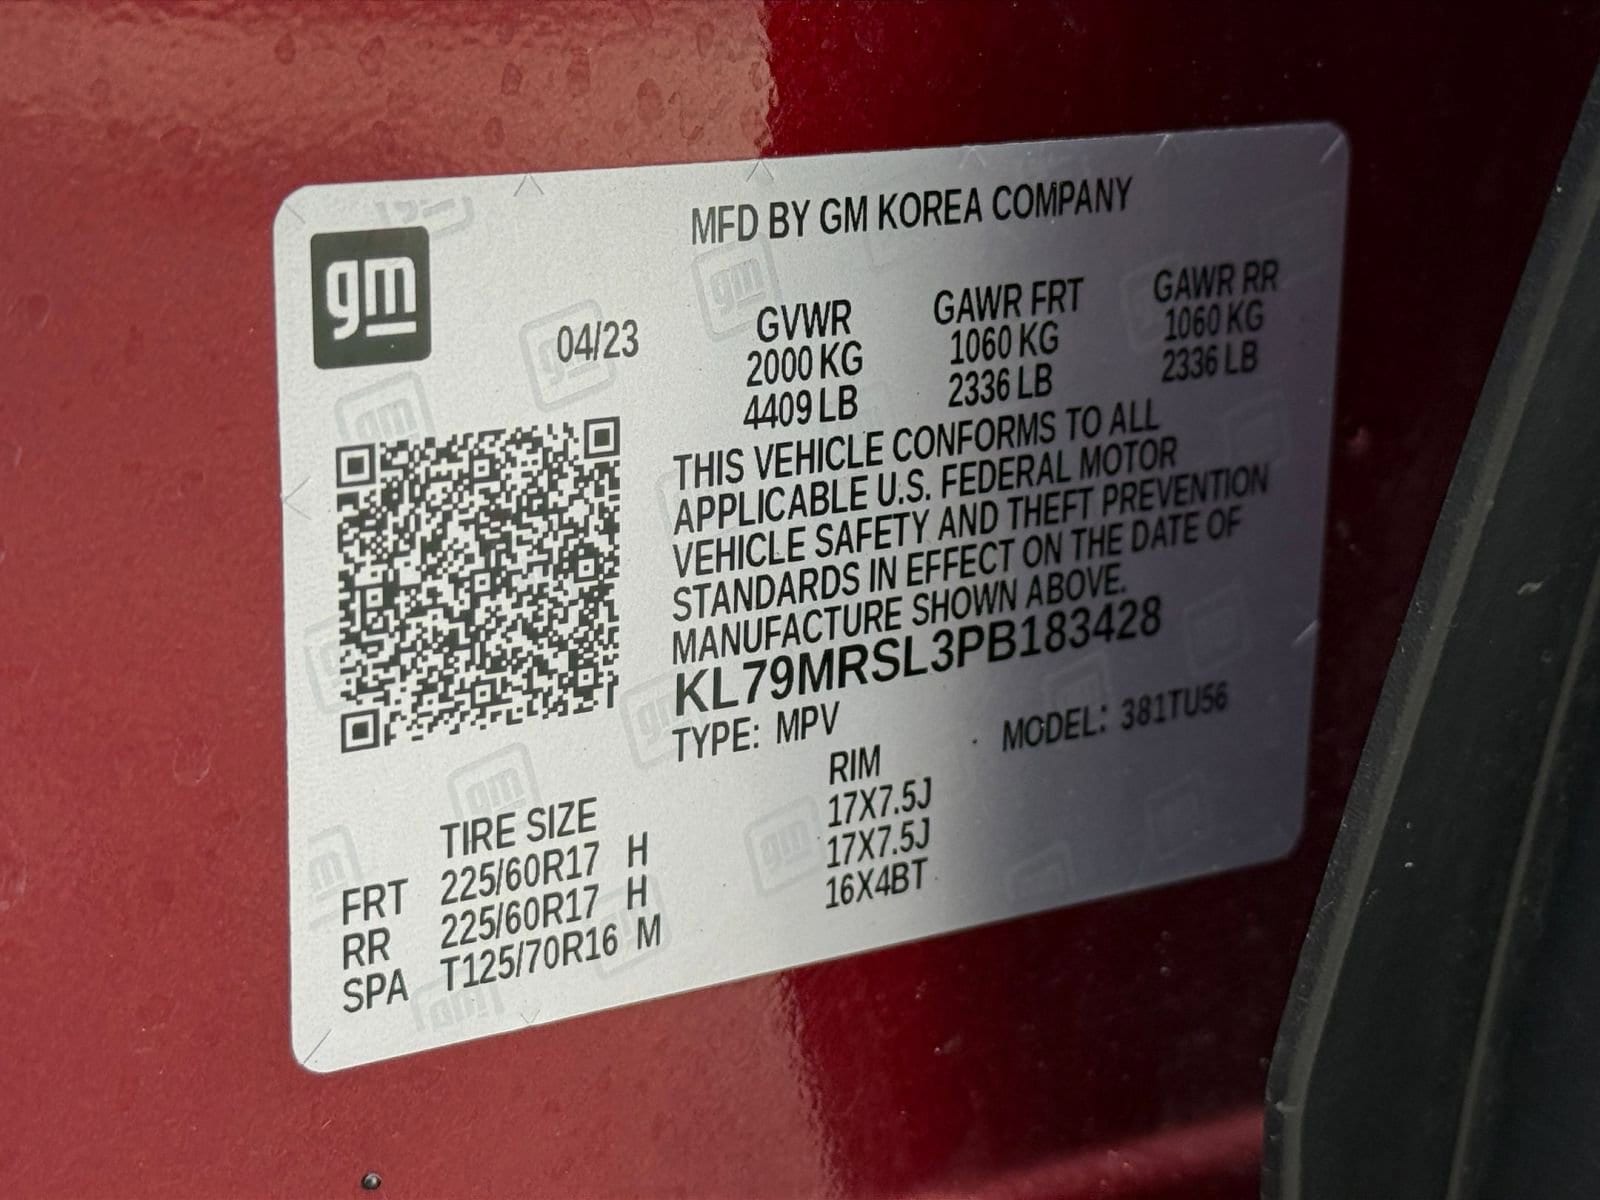 gm
MFD BY GM KOREA COMPANY
04/23
GVWR GAWR FRT GAWR RR
2000 KG 1060 KG 1060 KG
4409 LB 2336 LB 2336 LB
THIS VEHICLE CONFORMS TO ALL
APPLICABLE U.S. FEDERAL MOTOR
VEHICLE SAFETY AND THEFT PREVENTION
STANDARDS IN EFFECT ON THE DATE OF
MANUFACTURE SHOWN ABOVE.
KL79MRSL3PB183428
TYPE: MPV MODEL: 381TU56
TIRE SIZE RIM
FRT 225/60R17 H 17X7.5J
RR 225/60R17 H 17X7.5J
SPA T125/70R16 M 16X4BT